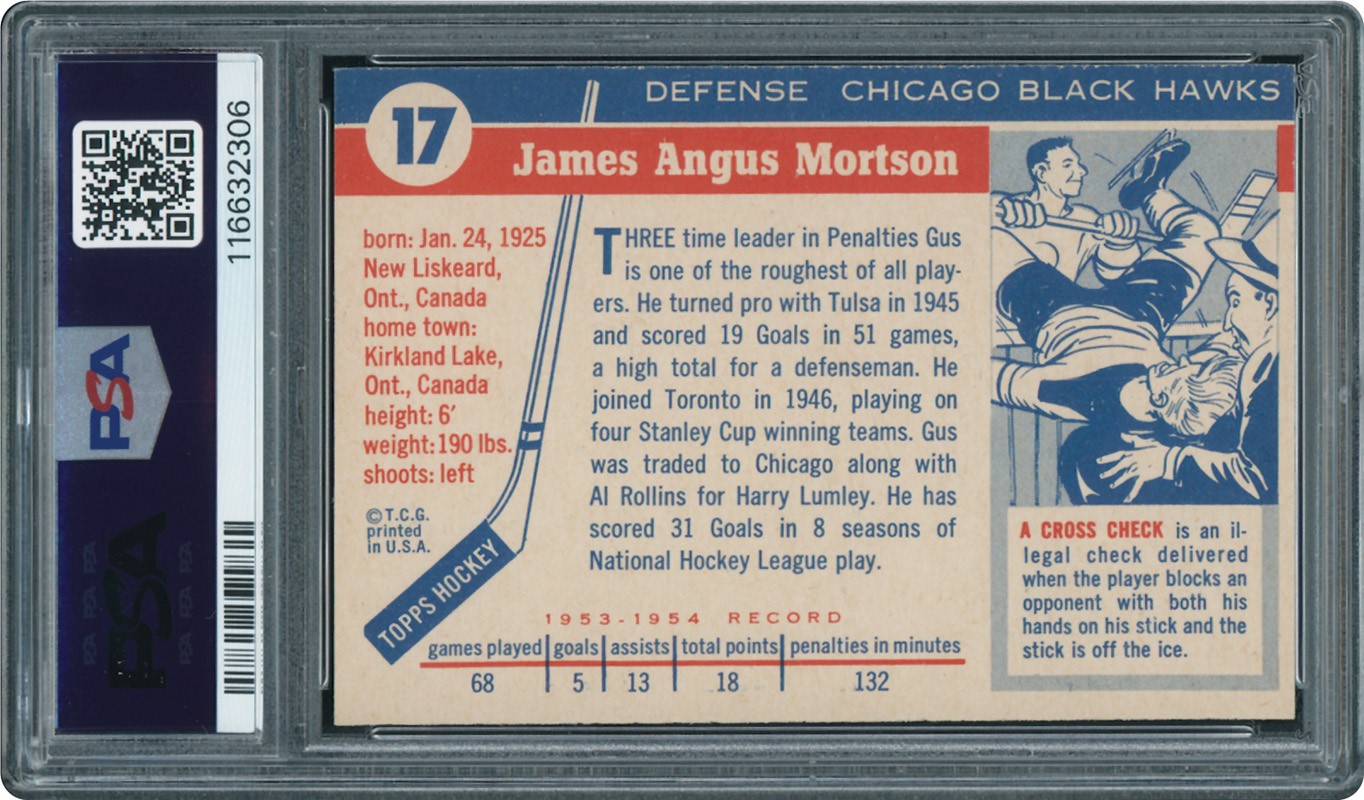 DEFENSE CHICAGO BLACK HAWKS
17
James Angus Mortson
born: Jan. 24, 1925
New Liskeard,
Ont., Canada
home town:
Kirkland Lake,
Ont., Canada
height: 6′
weight: 190 lbs.
shoots: left
© T.C.G.
printed
in U.S.A.
TOPPS HOCKEY
THREE time leader in Penalties Gus
is one of the roughest of all play-
ers. He turned pro with Tulsa in 1945
and scored 19 Goals in 51 games,
a high total for a defenseman. He
joined Toronto in 1946, playing on
four Stanley Cup winning teams. Gus
was traded to Chicago along with
Al Rollins for Harry Lumley. He has
scored 31 Goals in 8 seasons of
National Hockey League play.
1953-1954 RECORD
games played goals assists total points penalties in minutes
68 5 13 18 132
A CROSS CHECK is an il-
legal check delivered
when the player blocks an
opponent with both his
hands on his stick and the
stick is off the ice.
116632306
PSA
PSA
PSA PSA PSA
PSA PSA PSA
PSA